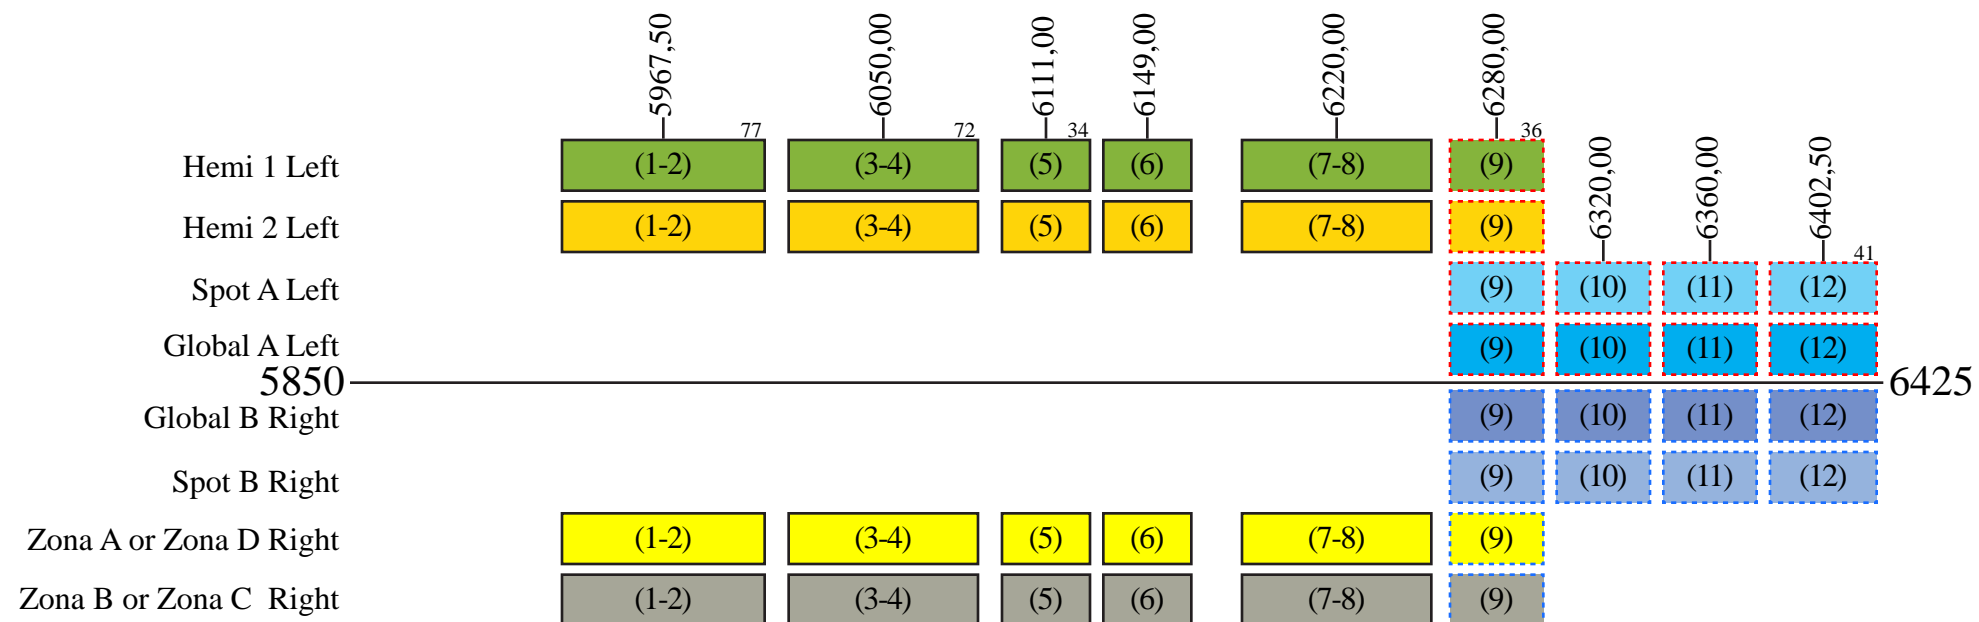 5967,50 6050,00 6111,00 6149,00 6220,00 6280,00
77 72 34 36
6320,00 6360,00 6402,50
Hemi 1 Left (1-2) (3-4) (5) (6) (7-8) (9)
Hemi 2 Left (1-2) (3-4) (5) (6) (7-8) (9)
41
Spot A Left (9) (10) (11) (12)
Global A Left (9) (10) (11) (12)
5850 6425
Global B Right (9) (10) (11) (12)
Spot B Right (9) (10) (11) (12)
Zona A or Zona D Right (1-2) (3-4) (5) (6) (7-8) (9)
Zona B or Zona C Right (1-2) (3-4) (5) (6) (7-8) (9)